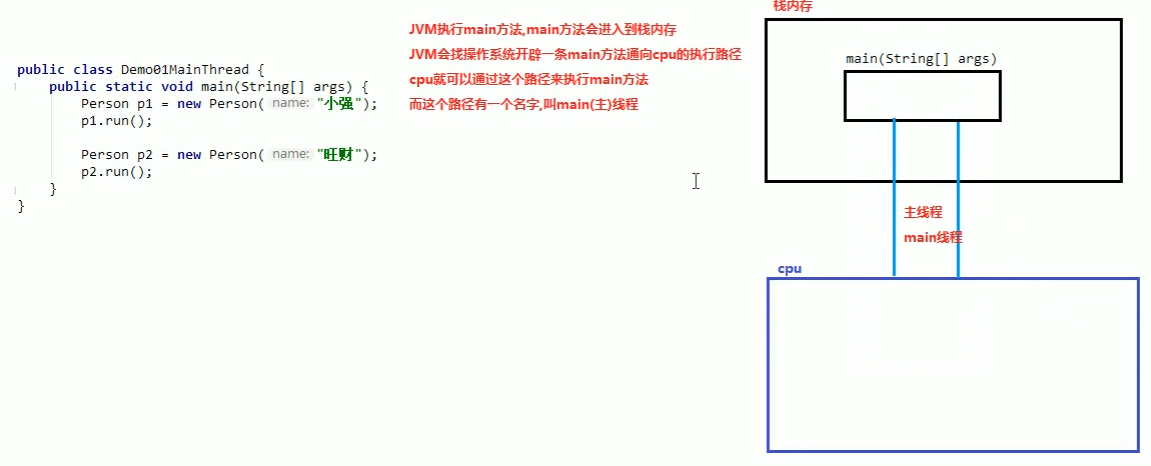 public class Demo01MainThread {
public static void main(String[] args) {
Person p1 = new Person( name: "小强");
p1.run();
Person p2 = new Person( name: "旺财");
p2.run();
}
}
JVM执行main方法,main方法会进入到栈内存
JVM会找操作系统开辟一条main方法通向cpu的执行路径
cpu就可以通过这个路径来执行main方法
而这个路径有一个名字,叫main(主)线程
栈内存
main(String[] args)
主线程
main线程
cpu